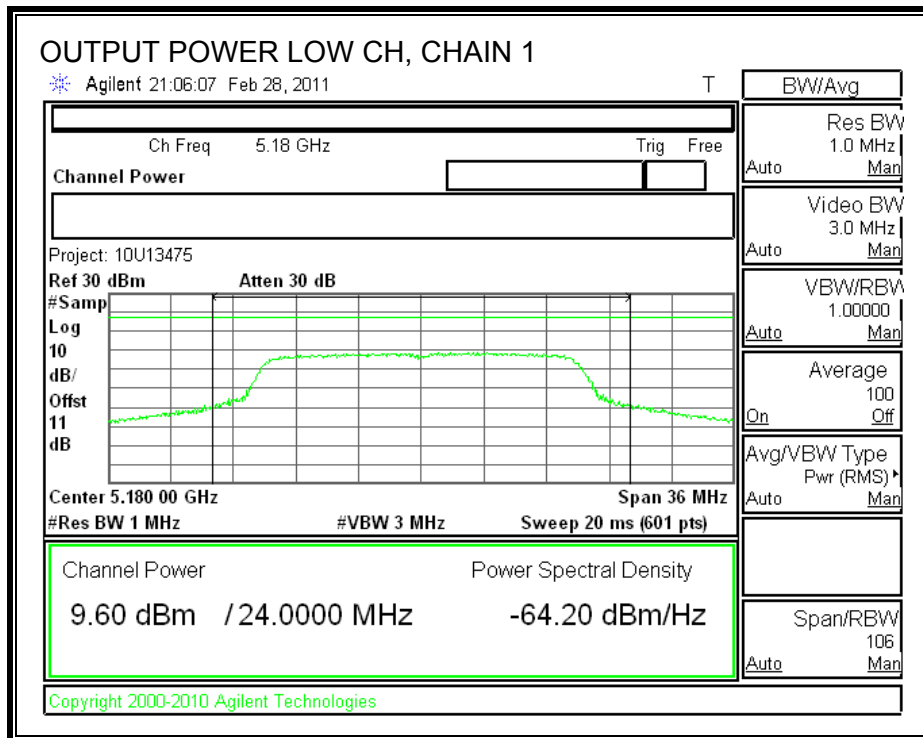 OUTPUT POWER LOW CH, CHAIN 1
Agilent 21:06:07 Feb 28, 2011 T
Ch Freq 5.18 GHz Trig Free
Channel Power
Project: 10U13475
Ref 30 dBm Atten 30 dB
#Samp
Log
10
dB/
Offst
11
dB
Center 5.180 00 GHz Span 36 MHz
#Res BW 1 MHz #VBW 3 MHz Sweep 20 ms (601 pts)
Channel Power Power Spectral Density
9.60 dBm / 24.0000 MHz -64.20 dBm/Hz
Copyright 2000-2010 Agilent Technologies
BW/Avg
Res BW
1.0 MHz
Auto Man
Video BW
3.0 MHz
Auto Man
VBW/RBW
1.00000
Auto Man
Average
100
On Off
Avg/VBW Type
Pwr (RMS)
Auto Man
Span/RBW
106
Auto Man